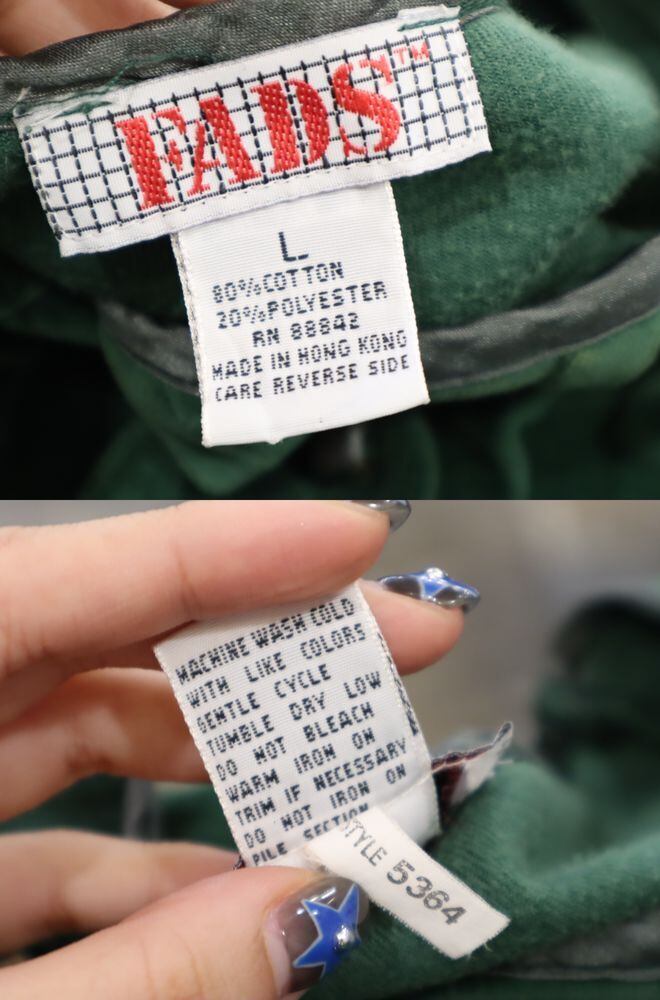 FADS™
L
80% COTTON
20% POLYESTER
RN 88842
MADE IN HONG KONG
CARE REVERSE SIDE
MACHINE WASH COLD
WITH LIKE COLORS
GENTLE CYCLE
TUMBLE DRY LOW
DO NOT BLEACH
WARM IRON ON
TRIM IF NECESSARY
DO NOT IRON ON
PILE SECTION
STYLE 5364